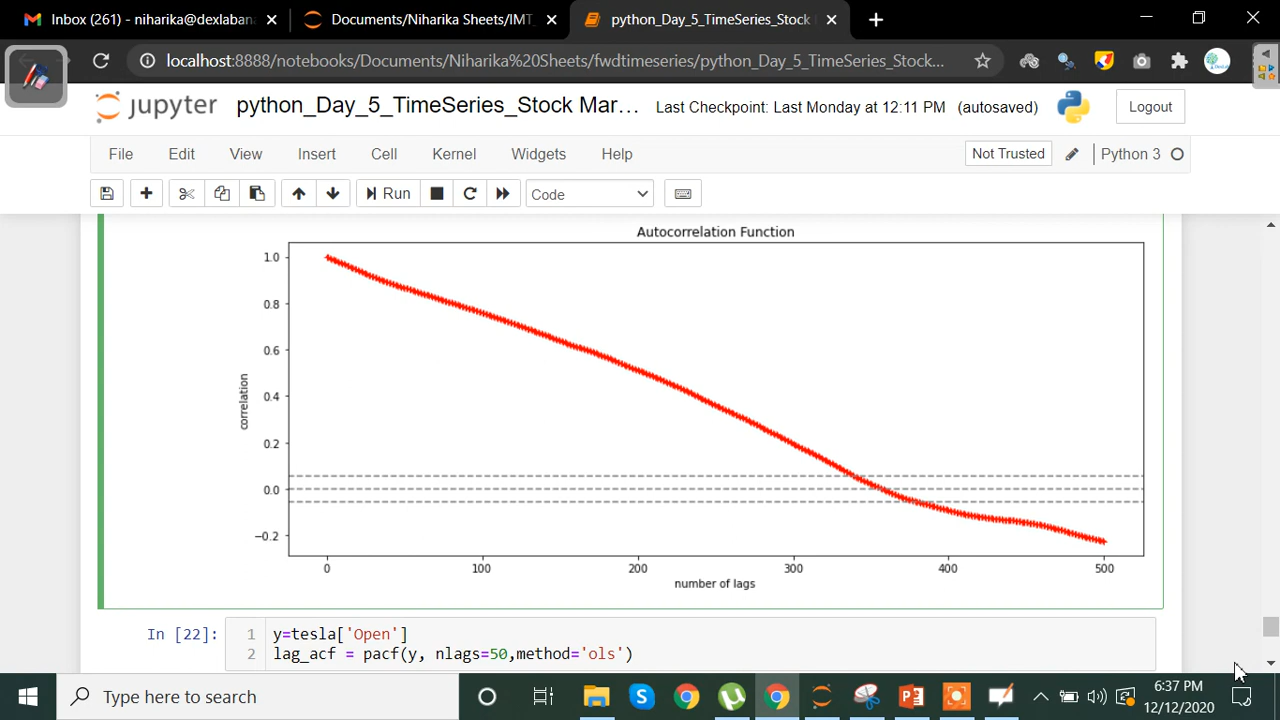 Inbox (261) - niharika@dexlabana
Documents/Niharika Sheets/IMT_
python_Day_5_TimeSeries_Stock
localhost:8888/notebooks/Documents/Niharika%20Sheets/fwdtimeseries/python_Day_5_TimeSeries_Stock...
jupyter python_Day_5_TimeSeries_Stock Mar... Last Checkpoint: Last Monday at 12:11 PM (autosaved) Logout
File Edit View Insert Cell Kernel Widgets Help Not Trusted Python 3
Run Code
Autocorrelation Function
1.0
0.8
0.6
0.4
0.2
0.0
−0.2
correlation
0 100 200 300 400 500
number of lags
In [22]: 1 y=tesla['Open']
2 lag_acf = pacf(y, nlags=50,method='ols')
Type here to search
6:37 PM
12/12/2020